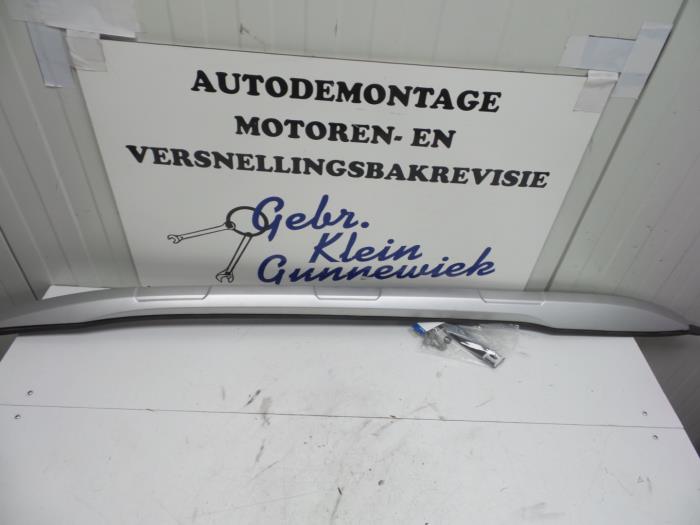 AUTODEMONTAGE
MOTOREN- EN
VERSNELLINGSBAKREVISIE
Gebr.
Klein
Gunnewiek